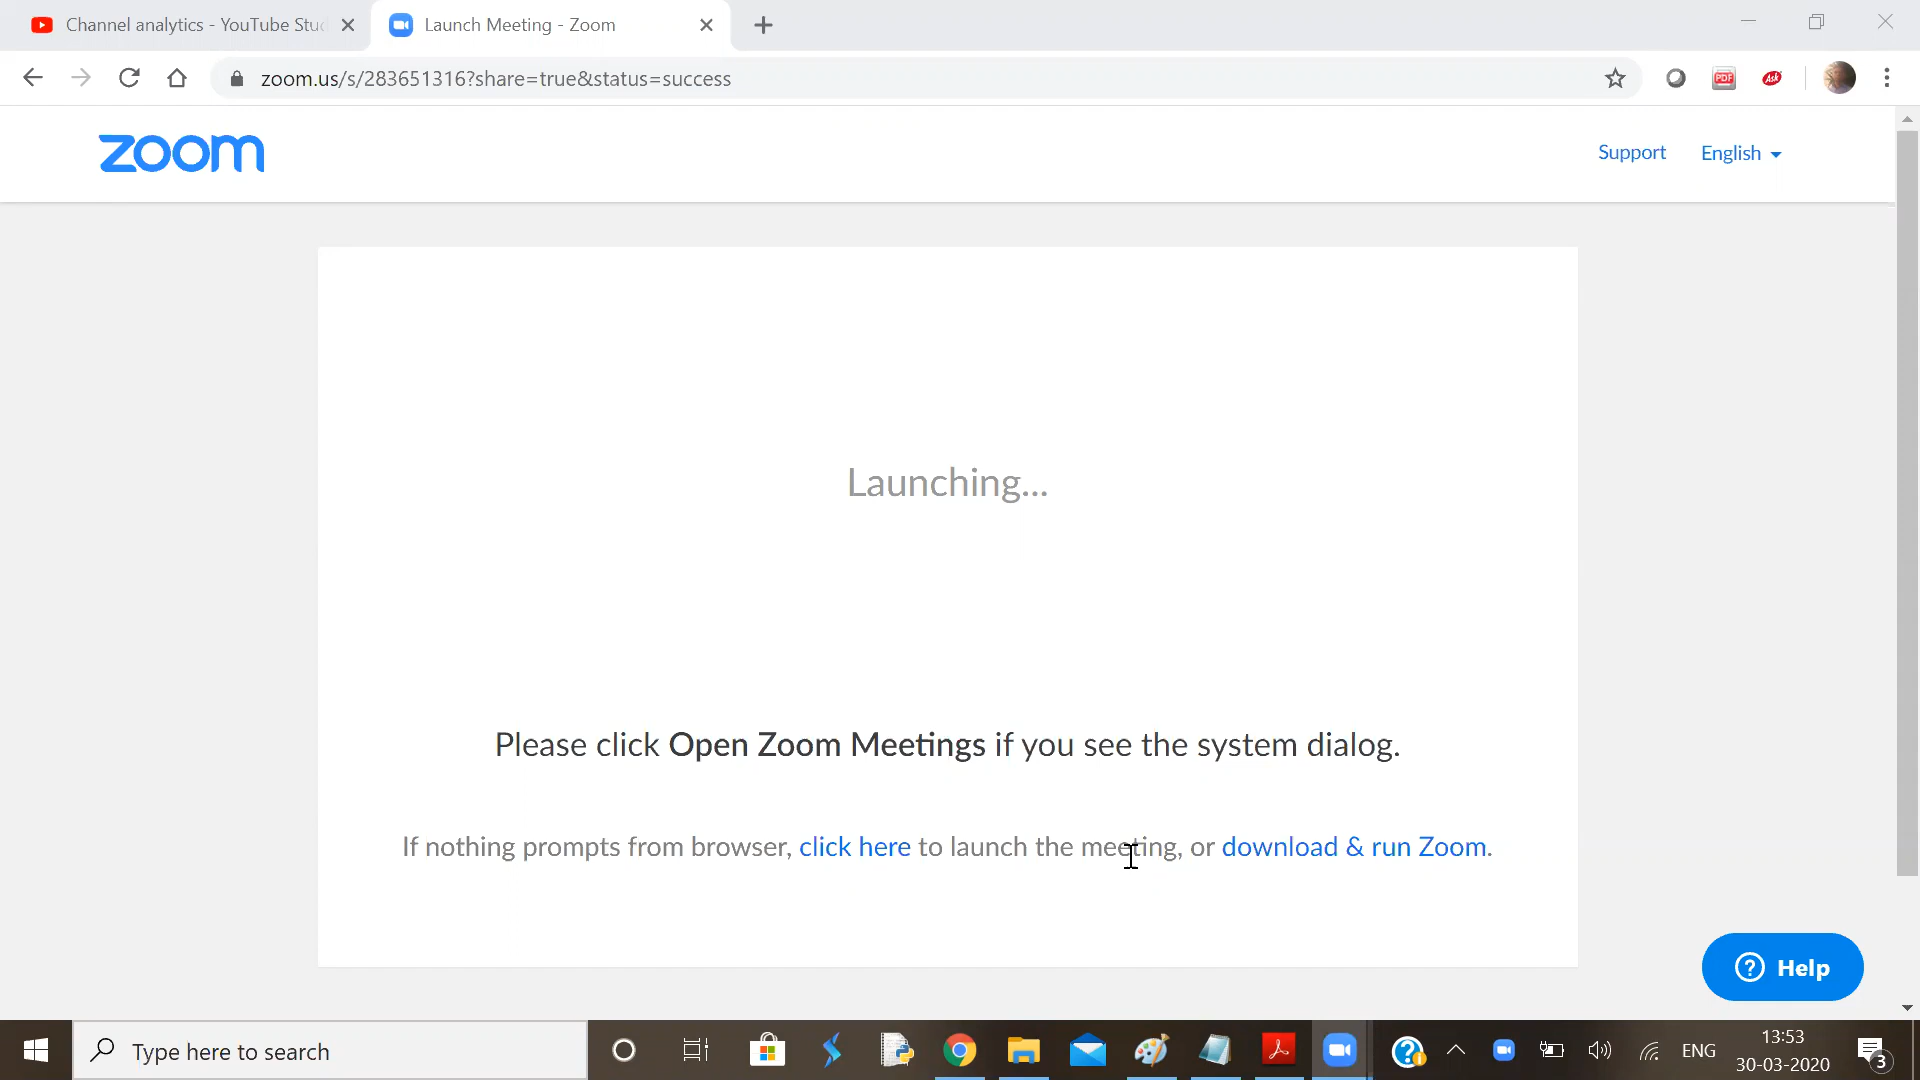 Channel analytics - YouTube Stu
Launch Meeting - Zoom
zoom.us/s/283651316?share=true&status=success
PDF
Ask
zoom
Support
English
Launching...
Please click Open Zoom Meetings if you see the system dialog.
If nothing prompts from browser, click here to launch the meeting, or download & run Zoom.
Help
Type here to search
ENG
13:53
30-03-2020
3